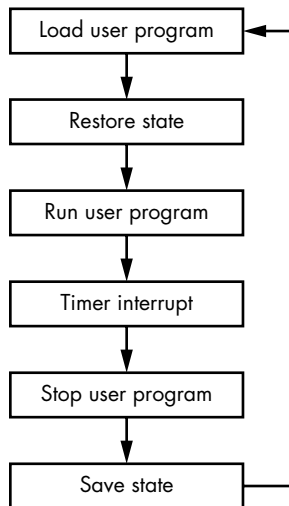 Load user program
Restore state
Run user program
Timer interrupt
Stop user program
Save state